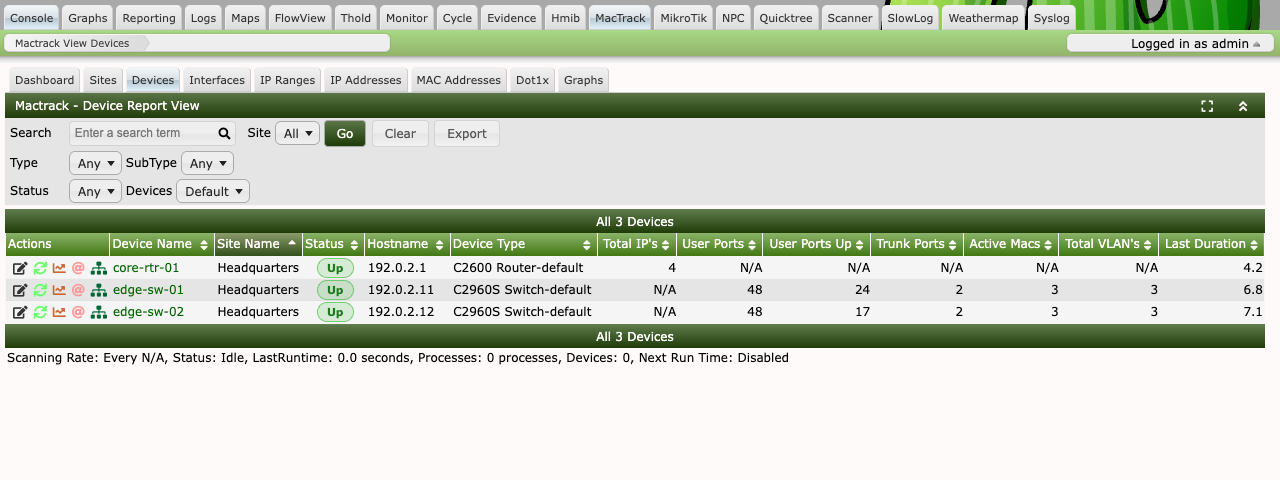 Console Graphs Reporting Logs Maps FlowView Thold Monitor Cycle Evidence Hmib MacTrack MikroTik NPC Quicktree Scanner SlowLog Weathermap Syslog
Mactrack View Devices Logged in as admin
Dashboard Sites Devices Interfaces IP Ranges IP Addresses MAC Addresses Dot1x Graphs
Mactrack - Device Report View
Search Enter a search term Site All Go Clear Export
Type Any SubType Any
Status Any Devices Default
All 3 Devices
Actions Device Name Site Name Status Hostname Device Type Total IP's User Ports User Ports Up Trunk Ports Active Macs Total VLAN's Last Duration
@ core-rtr-01 Headquarters Up 192.0.2.1 C2600 Router-default 4 N/A N/A N/A N/A N/A 4.2
@ edge-sw-01 Headquarters Up 192.0.2.11 C2960S Switch-default N/A 48 24 2 3 3 6.8
@ edge-sw-02 Headquarters Up 192.0.2.12 C2960S Switch-default N/A 48 17 2 3 3 7.1
All 3 Devices
Scanning Rate: Every N/A, Status: Idle, LastRuntime: 0.0 seconds, Processes: 0 processes, Devices: 0, Next Run Time: Disabled